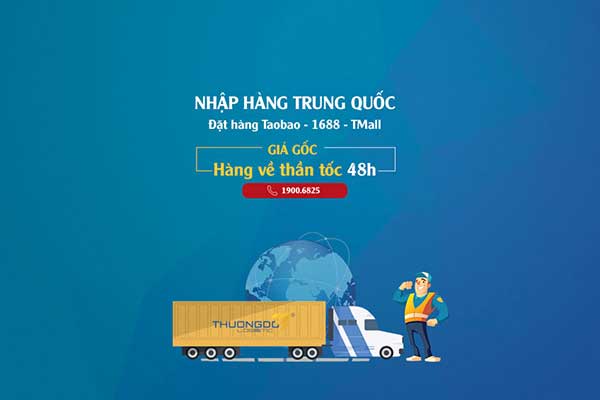 NHẬP HÀNG TRUNG QUỐC
Đặt hàng Taobao - 1688 - TMall
GIÁ GỐC
Hàng về thần tốc 48h
1900.6825
THUONGDO
LOGISTIC